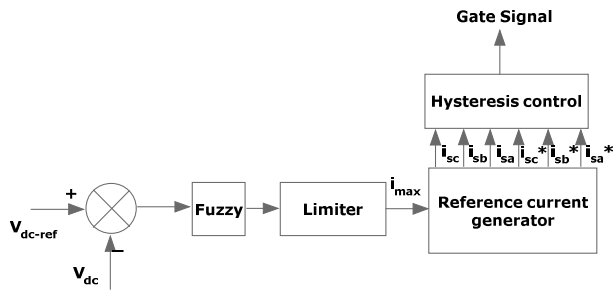 Gate Signal
Hysteresis control
isc isb isa isc* isb* isa*
+
Fuzzy
Limiter
imax
Reference current
generator
Vdc-ref
−
Vdc